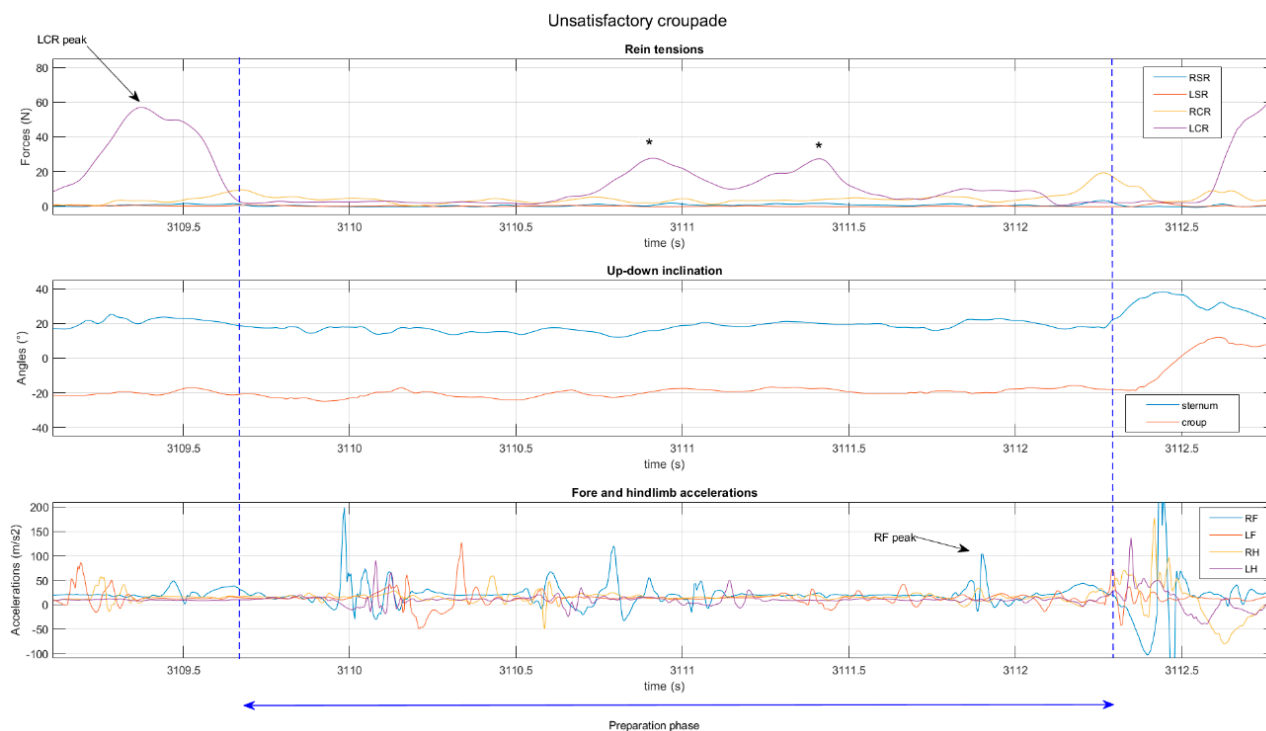 Unsatisfactory croupade
LCR peak
Rein tensions
80
60
40
20
0
Forces (N)
*
*
RSR
LSR
RCR
LCR
3109.5
3110
3110.5
3111
3111.5
3112
3112.5
time (s)
Up-down inclination
40
20
0
-20
-40
Angles (°)
sternum
croup
3109.5
3110
3110.5
3111
3111.5
3112
3112.5
time (s)
Fore and hindlimb accelerations
200
150
100
50
0
-50
-100
Accelerations (m/s2)
RF peak
RF
LF
RH
LH
3109.5
3110
3110.5
3111
3111.5
3112
3112.5
time (s)
Preparation phase